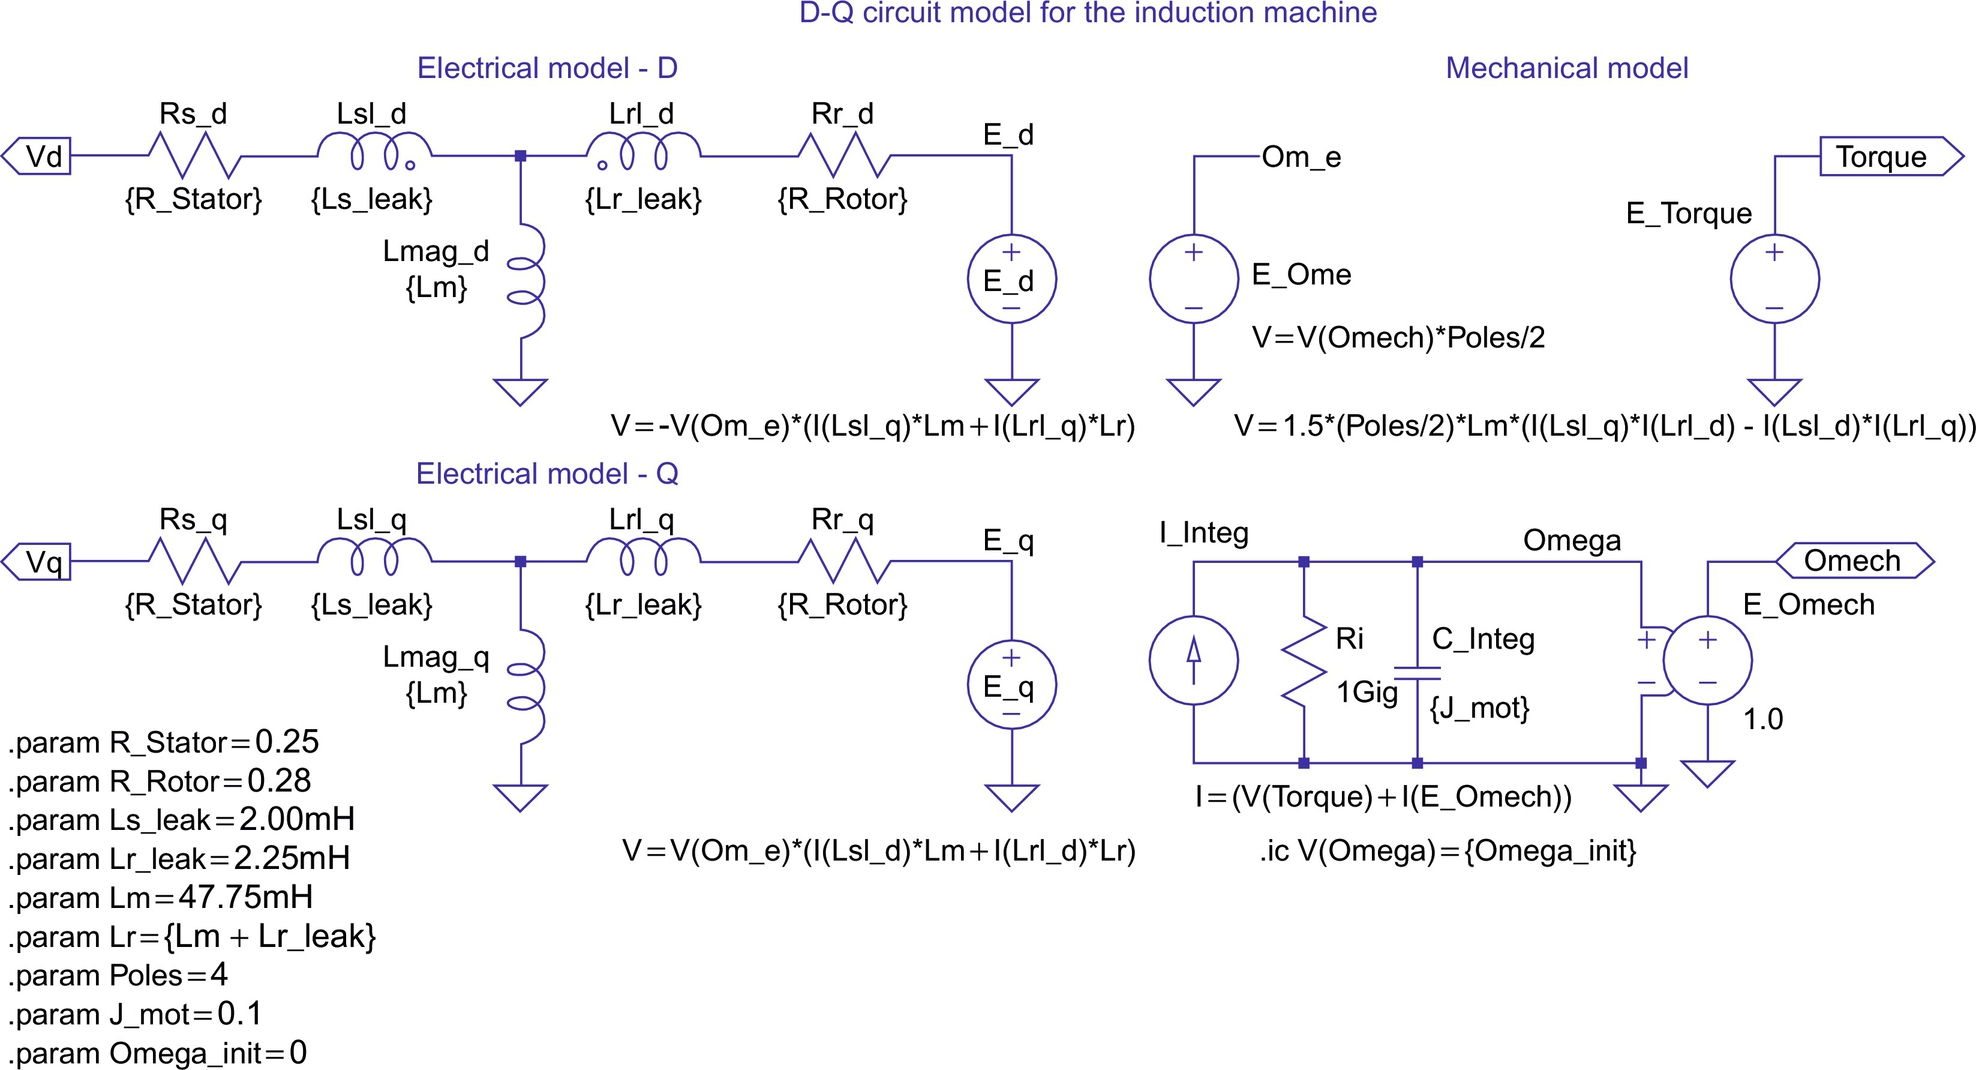 D-Q circuit model for the induction machine
Electrical model - D
Mechanical model
Rs_d
Lsl_d
Lrl_d
Rr_d
E_d
Vd
Om_e
Torque
{R_Stator}
{Ls_leak}
{Lr_leak}
{R_Rotor}
E_Torque
Lmag_d
{Lm}
+
E_d
–
+
–
E_Ome
+
–
V=V(Omech)*Poles/2
V=-V(Om_e)*(I(Lsl_q)*Lm+I(Lrl_q)*Lr)
V=1.5*(Poles/2)*Lm*(I(Lsl_q)*I(Lrl_d) - I(Lsl_d)*I(Lrl_q))
Electrical model - Q
Rs_q
Lsl_q
Lrl_q
Rr_q
E_q
I_Integ
Omega
Vq
Omech
{R_Stator}
{Ls_leak}
{Lr_leak}
{R_Rotor}
E_Omech
Lmag_q
{Lm}
+
E_q
–
Ri
1Gig
C_Integ
{J_mot}
+
–
+
–
1.0
I=(V(Torque)+I(E_Omech))
V=V(Om_e)*(I(Lsl_d)*Lm+I(Lrl_d)*Lr)
.ic V(Omega)={Omega_init}
.param R_Stator=0.25
.param R_Rotor=0.28
.param Ls_leak=2.00mH
.param Lr_leak=2.25mH
.param Lm=47.75mH
.param Lr={Lm + Lr_leak}
.param Poles=4
.param J_mot=0.1
.param Omega_init=0